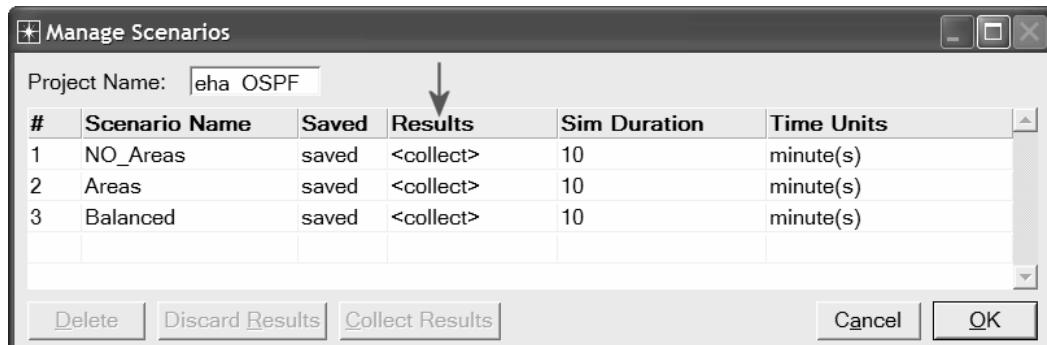 Manage Scenarios
Project Name: eha OSPF
# Scenario Name Saved Results Sim Duration Time Units
1 NO_Areas saved <collect> 10 minute(s)
2 Areas saved <collect> 10 minute(s)
3 Balanced saved <collect> 10 minute(s)
Delete Discard Results Collect Results Cancel OK